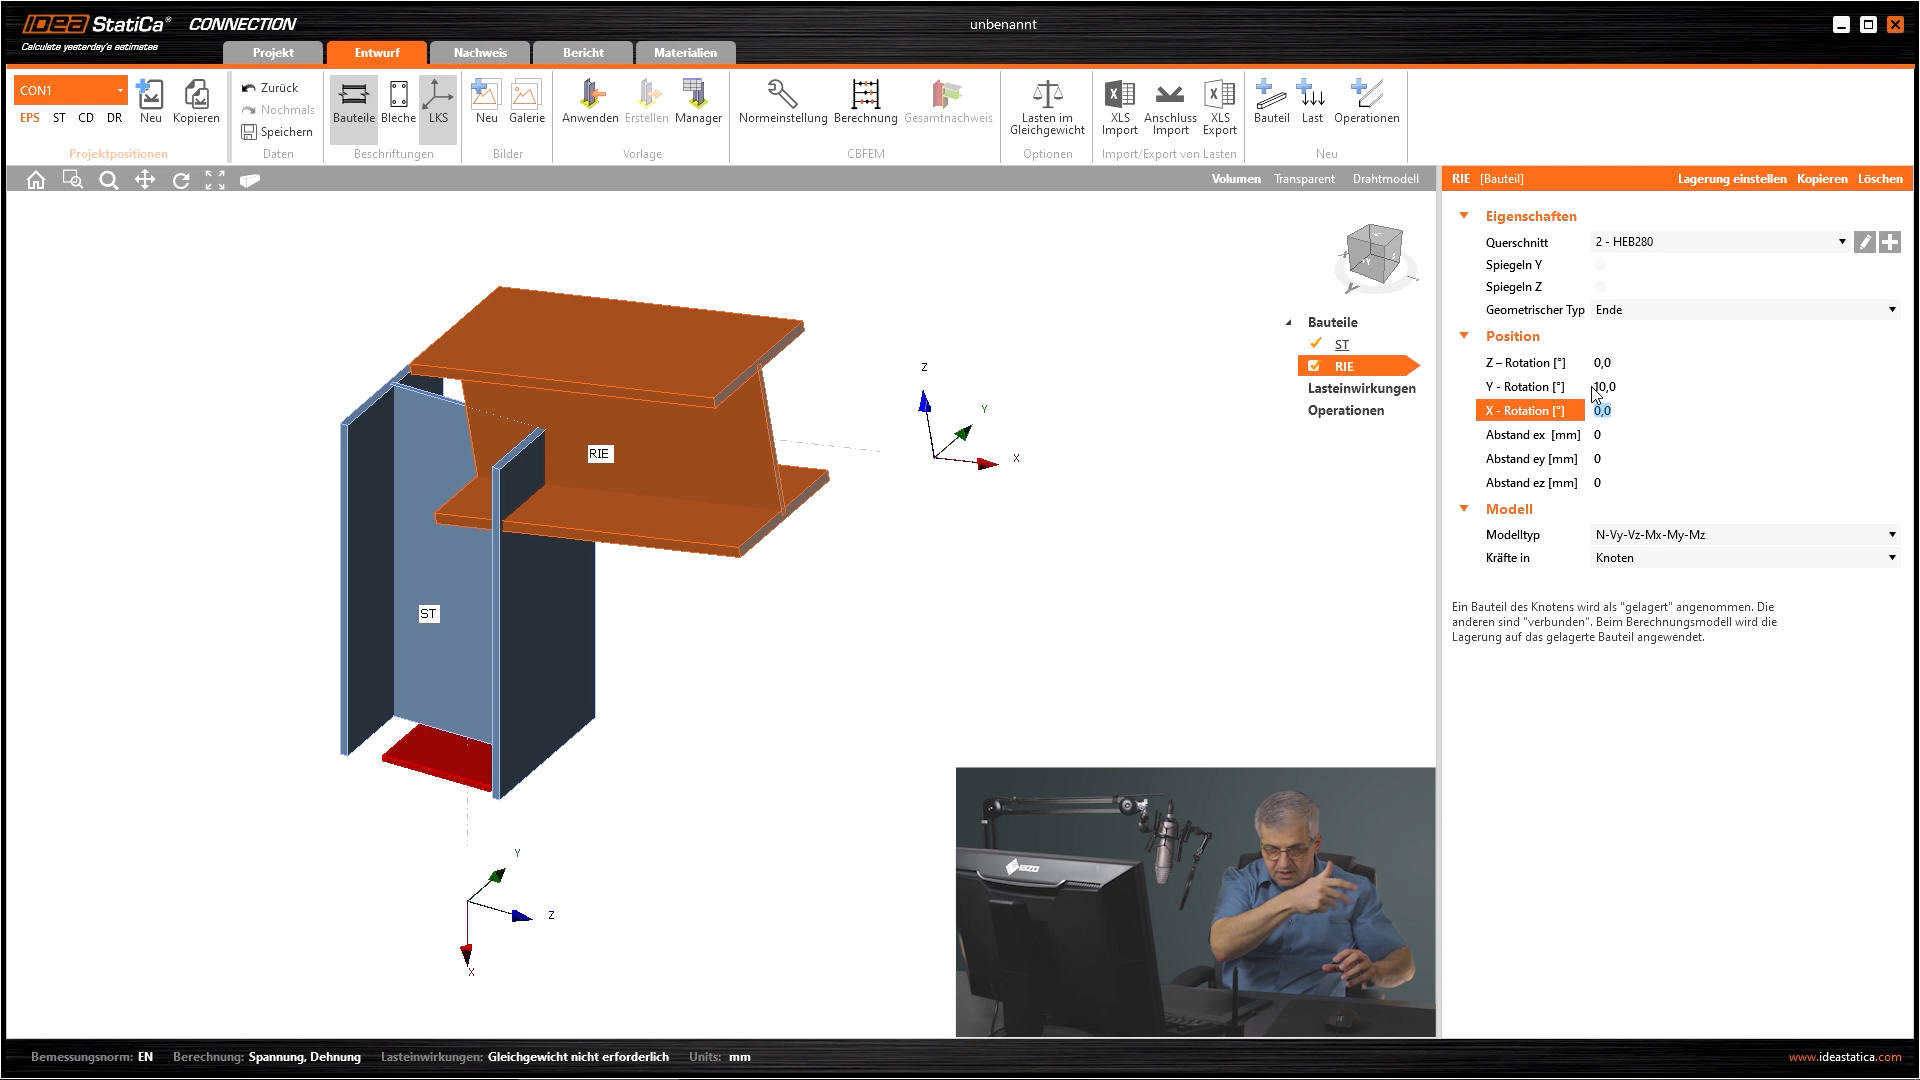 IDEA StatiCa® CONNECTION
Calculate yesterday's estimates
unbenannt
Projekt Entwurf Nachweis Bericht Materialien
CON1
EPS ST CD DR
Neu Kopieren
Projektpositionen
Zurück
Nochmals
Speichern
Daten
Bauteile Bleche LKS
Beschriftungen
Neu Galerie
Bilder
Anwenden Erstellen Manager
Vorlage
Normeinstellung Berechnung Gesamtnachweis
CBFEM
Lasten im
Gleichgewicht
Optionen
XLS
Import
Anschluss
Import
XLS
Export
Import/Export von Lasten
Bauteil Last Operationen
Neu
Volumen Transparent Drahtmodell
RIE [Bauteil] Lagerung einstellen Kopieren Löschen
Eigenschaften
Querschnitt 2 - HEB280
Spiegeln Y
Spiegeln Z
Geometrischer Typ Ende
Position
Z – Rotation [°] 0,0
Y - Rotation [°] 10,0
X - Rotation [°] 0,0
Abstand ex [mm] 0
Abstand ey [mm] 0
Abstand ez [mm] 0
Modell
Modelltyp N-Vy-Vz-Mx-My-Mz
Kräfte in Knoten
Ein Bauteil des Knotens wird als "gelagert" angenommen. Die
anderen sind "verbunden". Beim Berechnungsmodell wird die
Lagerung auf das gelagerte Bauteil angewendet.
Bauteile
ST
RIE
Lasteinwirkungen
Operationen
Z
Y
X
RIE
ST
Y
Z
X
EIZO
Bemessungsnorm: EN Berechnung: Spannung, Dehnung Lasteinwirkungen: Gleichgewicht nicht erforderlich Units: mm
www.ideastatica.com